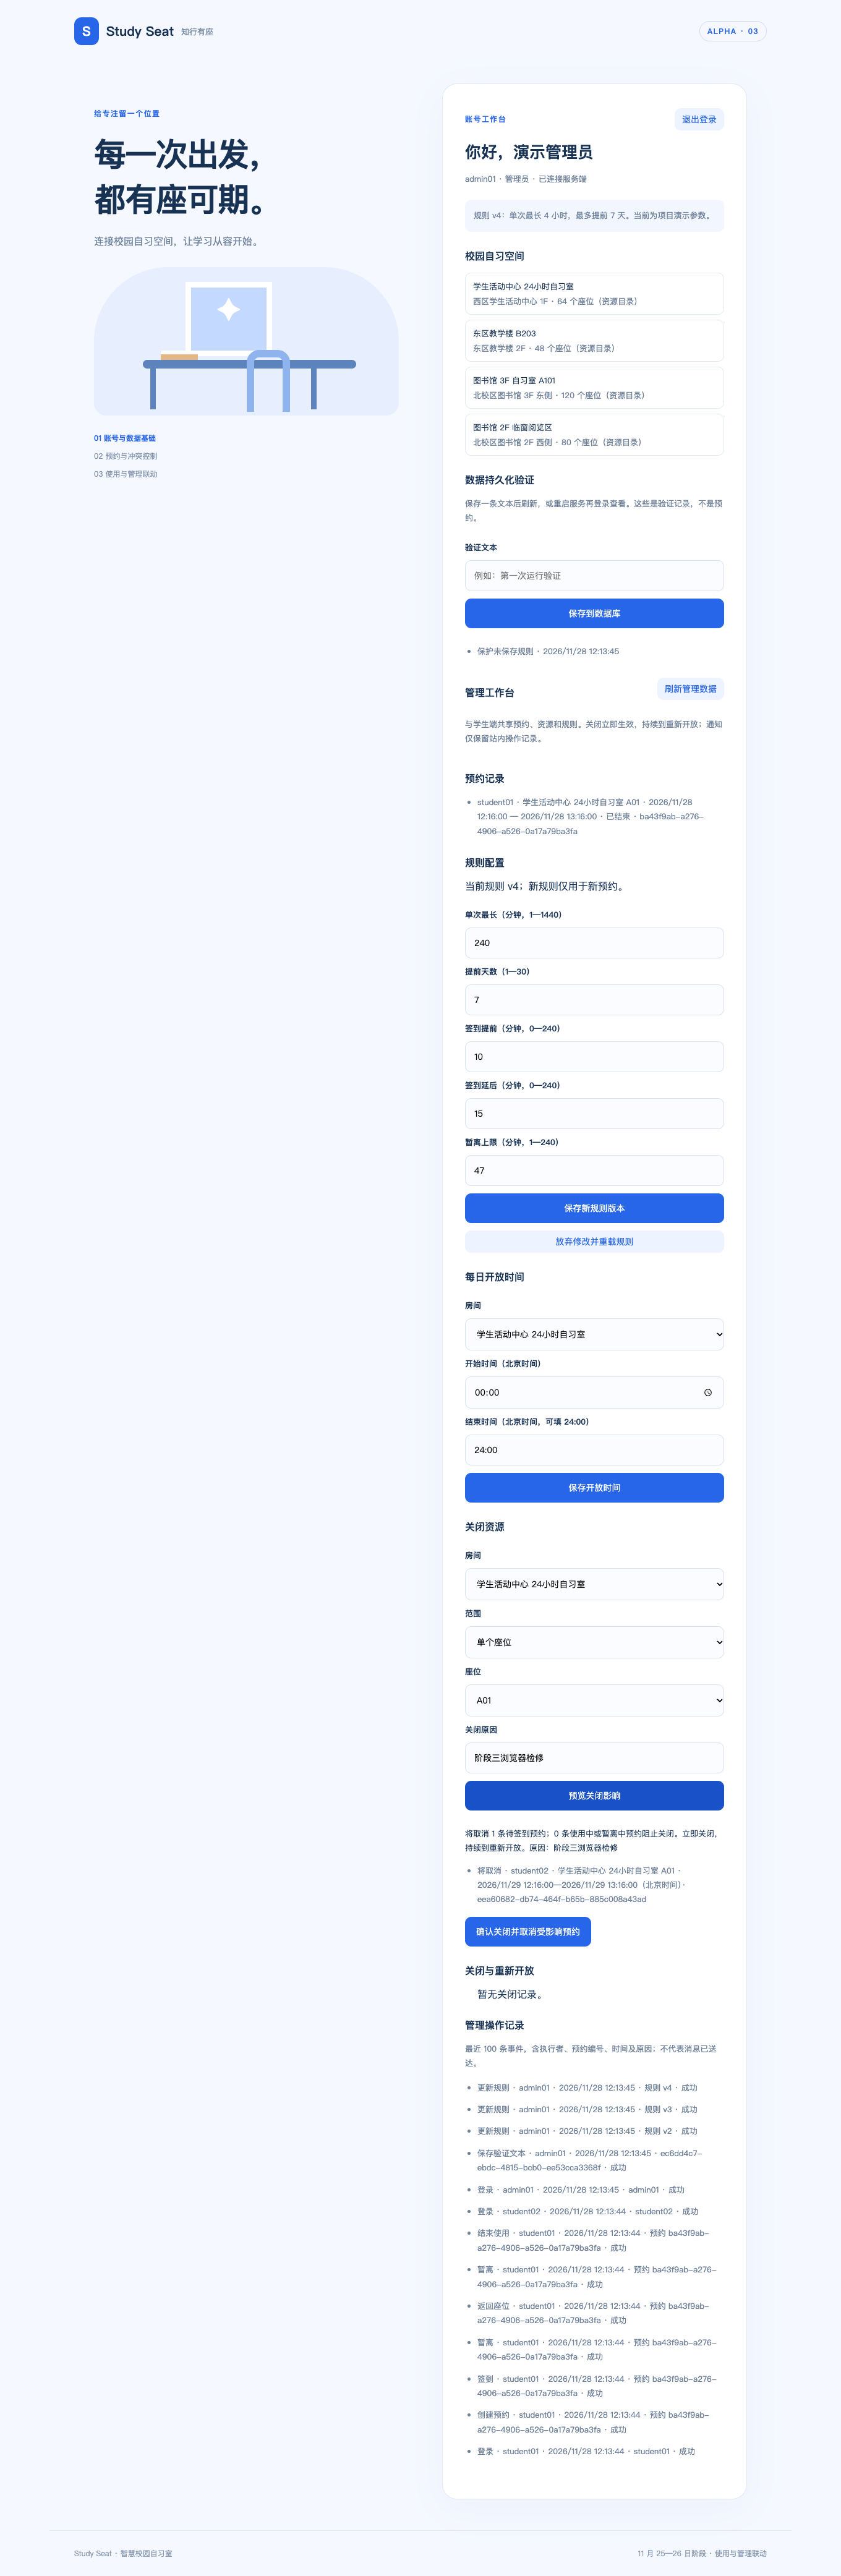 S Study Seat 知行有座
ALPHA · 03
给专注留一个位置
每一次出发，
都有座可期。
连接校园自习空间，让学习从容开始。
01 账号与数据基础
02 预约与冲突控制
03 使用与管理联动
账号工作台
退出登录
你好，演示管理员
admin01 · 管理员 · 已连接服务端
规则 v4：单次最长 4 小时，最多提前 7 天。当前为项目演示参数。
校园自习空间
学生活动中心 24小时自习室
西区学生活动中心 1F · 64 个座位（资源目录）
东区教学楼 B203
东区教学楼 2F · 48 个座位（资源目录）
图书馆 3F 自习室 A101
北校区图书馆 3F 东侧 · 120 个座位（资源目录）
图书馆 2F 临窗阅览区
北校区图书馆 2F 西侧 · 80 个座位（资源目录）
数据持久化验证
保存一条文本后刷新，或重启服务再登录查看。这些是验证记录，不是预
约。
验证文本
例如：第一次运行验证
保存到数据库
保护未保存规则 · 2026/11/28 12:13:45
管理工作台
刷新管理数据
与学生端共享预约、资源和规则。关闭立即生效，持续到重新开放；通知
仅保留站内操作记录。
预约记录
student01 · 学生活动中心 24小时自习室 A01 · 2026/11/28
12:16:00 — 2026/11/28 13:16:00 · 已结束 · ba43f9ab-a276-
4906-a526-0a17a79ba3fa
规则配置
当前规则 v4；新规则仅用于新预约。
单次最长（分钟，1—1440）
240
提前天数（1—30）
7
签到提前（分钟，0—240）
10
签到延后（分钟，0—240）
15
暂离上限（分钟，1—240）
47
保存新规则版本
放弃修改并重载规则
每日开放时间
房间
学生活动中心 24小时自习室
开始时间（北京时间）
00:00
结束时间（北京时间，可填 24:00）
24:00
保存开放时间
关闭资源
房间
学生活动中心 24小时自习室
范围
单个座位
座位
A01
关闭原因
阶段三浏览器检修
预览关闭影响
将取消 1 条待签到预约；0 条使用中或暂离中预约阻止关闭。立即关闭，
持续到重新开放。原因：阶段三浏览器检修
将取消 · student02 · 学生活动中心 24小时自习室 A01 ·
2026/11/29 12:16:00—2026/11/29 13:16:00（北京时间）·
eea60682-db74-464f-b65b-885c008a43ad
确认关闭并取消受影响预约
关闭与重新开放
暂无关闭记录。
管理操作记录
最近 100 条事件，含执行者、预约编号、时间及原因；不代表消息已送
达。
更新规则 · admin01 · 2026/11/28 12:13:45 · 规则 v4 · 成功
更新规则 · admin01 · 2026/11/28 12:13:45 · 规则 v3 · 成功
更新规则 · admin01 · 2026/11/28 12:13:45 · 规则 v2 · 成功
保存验证文本 · admin01 · 2026/11/28 12:13:45 · ec6dd4c7-
ebdc-4815-bcb0-ee53cca3368f · 成功
登录 · admin01 · 2026/11/28 12:13:45 · admin01 · 成功
登录 · student02 · 2026/11/28 12:13:44 · student02 · 成功
结束使用 · student01 · 2026/11/28 12:13:44 · 预约 ba43f9ab-
a276-4906-a526-0a17a79ba3fa · 成功
暂离 · student01 · 2026/11/28 12:13:44 · 预约 ba43f9ab-a276-
4906-a526-0a17a79ba3fa · 成功
返回座位 · student01 · 2026/11/28 12:13:44 · 预约 ba43f9ab-
a276-4906-a526-0a17a79ba3fa · 成功
暂离 · student01 · 2026/11/28 12:13:44 · 预约 ba43f9ab-a276-
4906-a526-0a17a79ba3fa · 成功
签到 · student01 · 2026/11/28 12:13:44 · 预约 ba43f9ab-a276-
4906-a526-0a17a79ba3fa · 成功
创建预约 · student01 · 2026/11/28 12:13:44 · 预约 ba43f9ab-
a276-4906-a526-0a17a79ba3fa · 成功
登录 · student01 · 2026/11/28 12:13:44 · student01 · 成功
Study Seat · 智慧校园自习室
11 月 25—26 日阶段 · 使用与管理联动